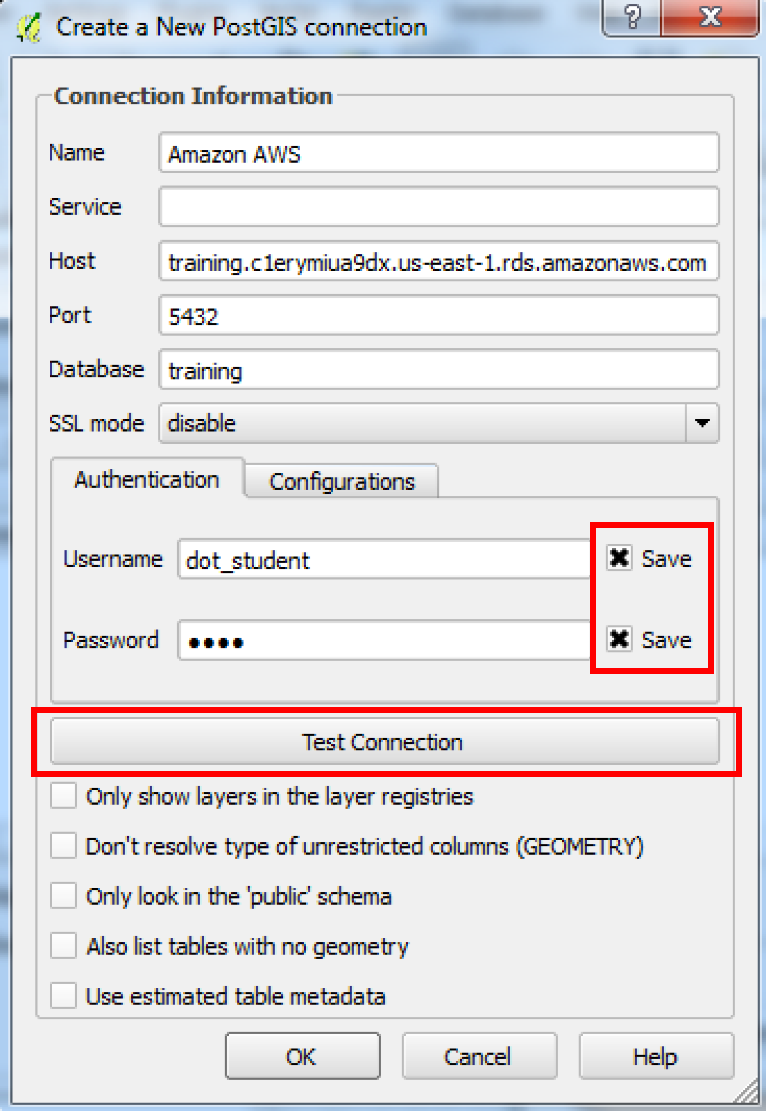 Create a New PostGIS connection
?
X
Connection Information
Name Amazon AWS
Service
Host training.c1erymiua9dx.us-east-1.rds.amazonaws.com
Port 5432
Database training
SSL mode disable
Authentication Configurations
Username dot_student Save
Password ●●●● Save
Test Connection
Only show layers in the layer registries
Don't resolve type of unrestricted columns (GEOMETRY)
Only look in the 'public' schema
Also list tables with no geometry
Use estimated table metadata
OK Cancel Help